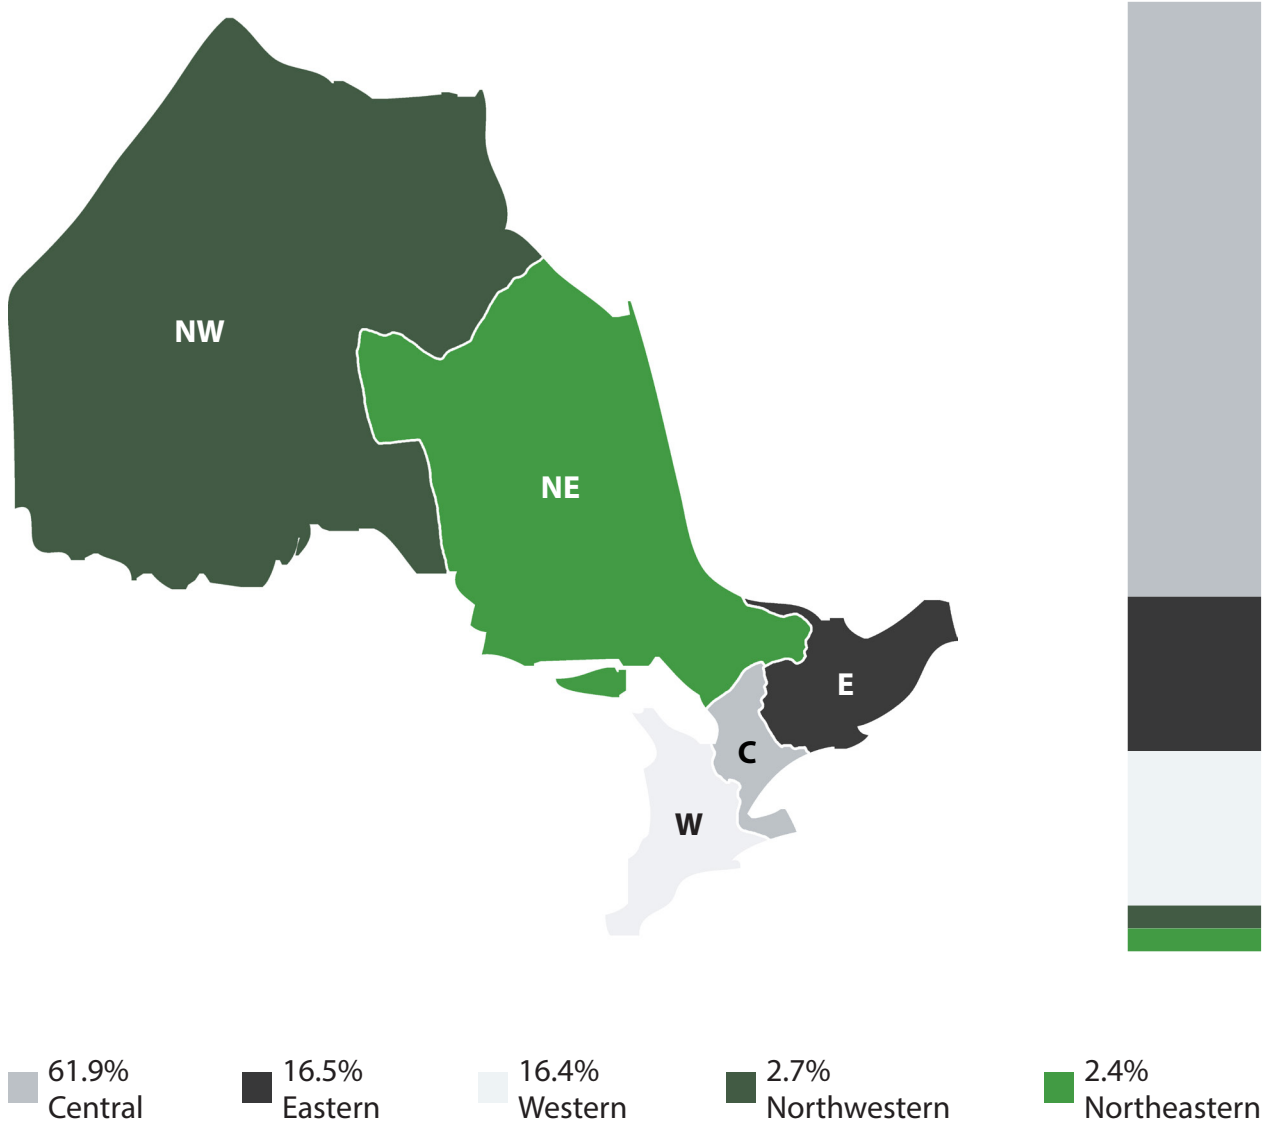 NW
NE
E
C
W
61.9%
Central
16.5%
Eastern
16.4%
Western
2.7%
Northwestern
2.4%
Northeastern